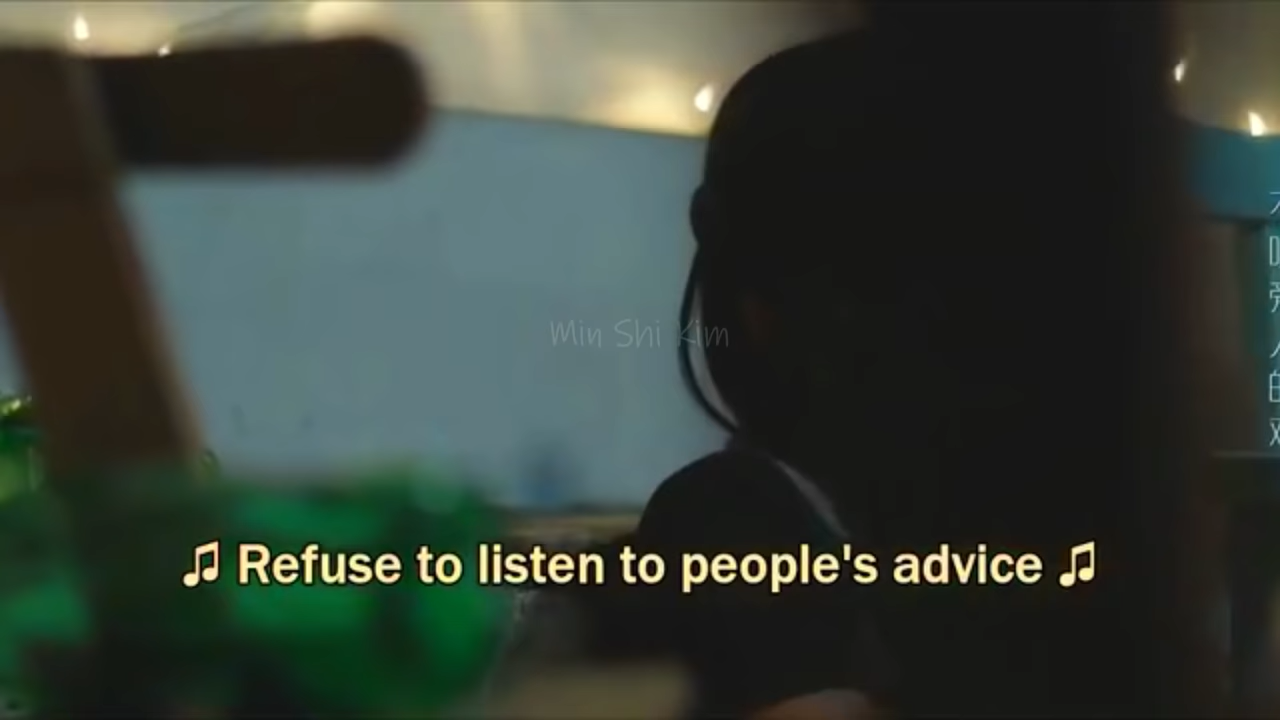 Min Shi Kim
♫ Refuse to listen to people's advice ♫